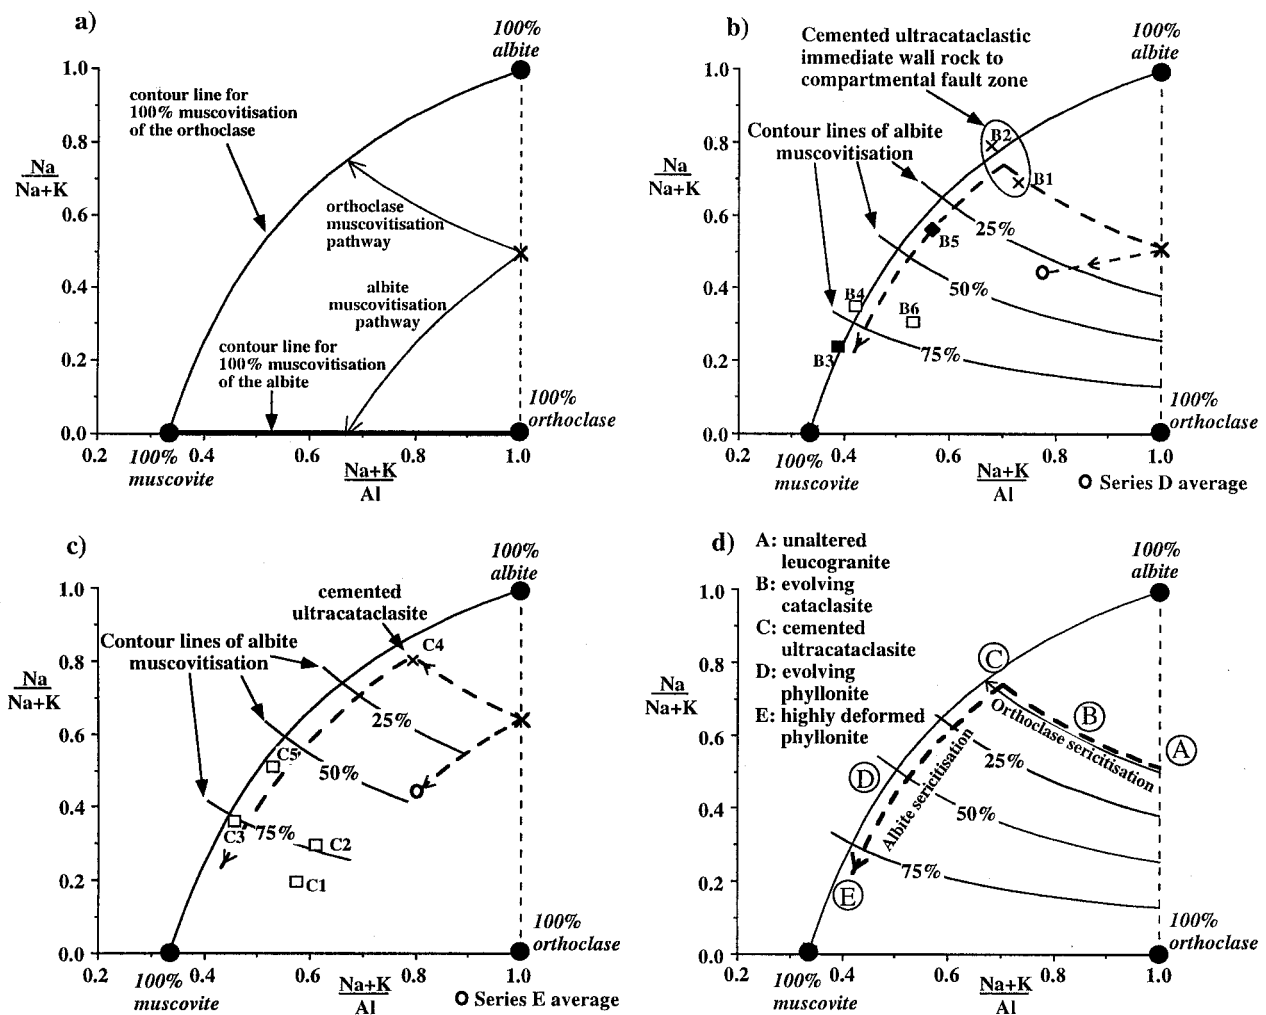 a)
100%
albite
1.0
0.8
0.6
0.4
0.2
0.0
Na
Na+K
contour line for
100% muscovitisation
of the orthoclase
orthoclase
muscovitisation
pathway
albite
muscovitisation
pathway
contour line for
100% muscovitisation
of the albite
100%
orthoclase
0.2
0.4
0.6
0.8
1.0
100%
muscovite
Na+K
Al
b)
Cemented ultracataclastic
immediate wall rock to
compartmental fault zone
100%
albite
1.0
0.8
0.6
0.4
0.2
0.0
Na
Na+K
Contour lines of albite
muscovitisation
B2
B1
B5
25%
50%
75%
B4
B6
B3
100%
orthoclase
0.2
0.4
0.6
0.8
1.0
100%
muscovite
Na+K
Al
Series D average
c)
100%
albite
cemented
ultracataclasite
1.0
0.8
0.6
0.4
0.2
0.0
Na
Na+K
Contour lines of albite
muscovitisation
C4
25%
50%
C5
75%
C3
C2
C1
100%
orthoclase
0.2
0.4
0.6
0.8
1.0
100%
muscovite
Na+K
Al
Series E average
d)
A: unaltered
leucogranite
B: evolving
cataclasite
C: cemented
ultracataclasite
D: evolving
phyllonite
E: highly deformed
phyllonite
100%
albite
1.0
0.8
0.6
0.4
0.2
0.0
Na
Na+K
C
B
A
D
E
Orthoclase sericitisation
Albite sericitisation
25%
50%
75%
100%
orthoclase
0.2
0.4
0.6
0.8
1.0
100%
muscovite
Na+K
Al